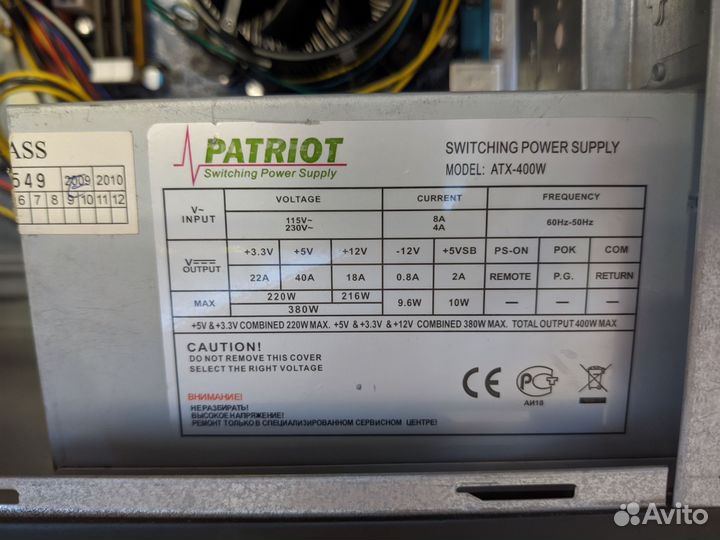 ASS
549 2009 2010
6 7 8 9 10 11 12
PATRIOT
Switching Power Supply
SWITCHING POWER SUPPLY
MODEL: ATX-400W
V~ INPUT VOLTAGE CURRENT FREQUENCY
115V~ 230V~ 8A 4A 60Hz-50Hz
V OUTPUT +3.3V +5V +12V -12V +5VSB PS-ON POK COM
22A 40A 18A 0.8A 2A REMOTE P.G. RETURN
MAX 220W 216W 9.6W 10W — — —
380W
+5V &+3.3V COMBINED 220W MAX. +5V &+3.3V &+12V COMBINED 380W MAX. TOTAL OUTPUT 400W MAX
CAUTION!
DO NOT REMOVE THIS COVER
SELECT THE RIGHT VOLTAGE
ВНИМАНИЕ!
НЕ РАЗБИРАТЬ!
ВЫСОКОЕ НАПРЯЖЕНИЕ!
РЕМОНТ ТОЛЬКО В СПЕЦИАЛИЗИРОВАННОМ СЕРВИСНОМ ЦЕНТРЕ!
CE
АИ18
Avito